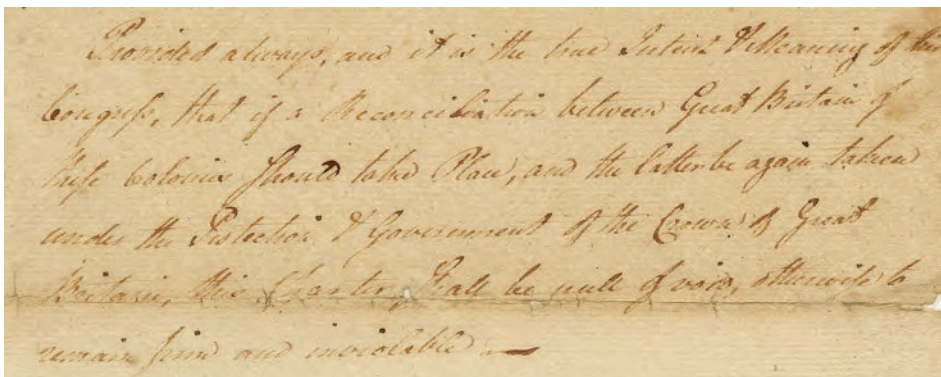 Provided always, and it is the true Intent & Meaning of this
Congress, that if a Reconciliation between Great Britain &
these Colonies should take Place, and the latter be again taken
under the Protection & Government of the Crown of Great
Britain, this Charter shall be null & void, otherwise to
remain firm and inviolable —